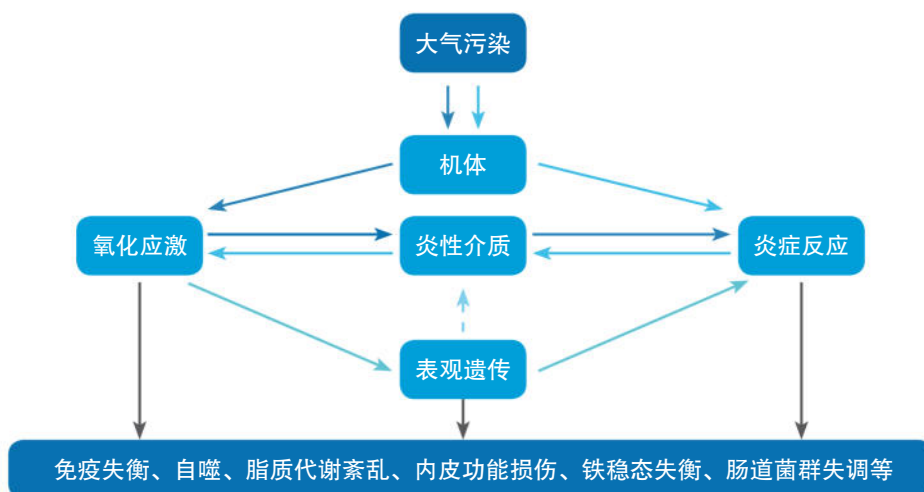 大气污染
机体
氧化应激
炎性介质
炎症反应
表观遗传
免疫失衡、自噬、脂质代谢紊乱、内皮功能损伤、铁稳态失衡、肠道菌群失调等